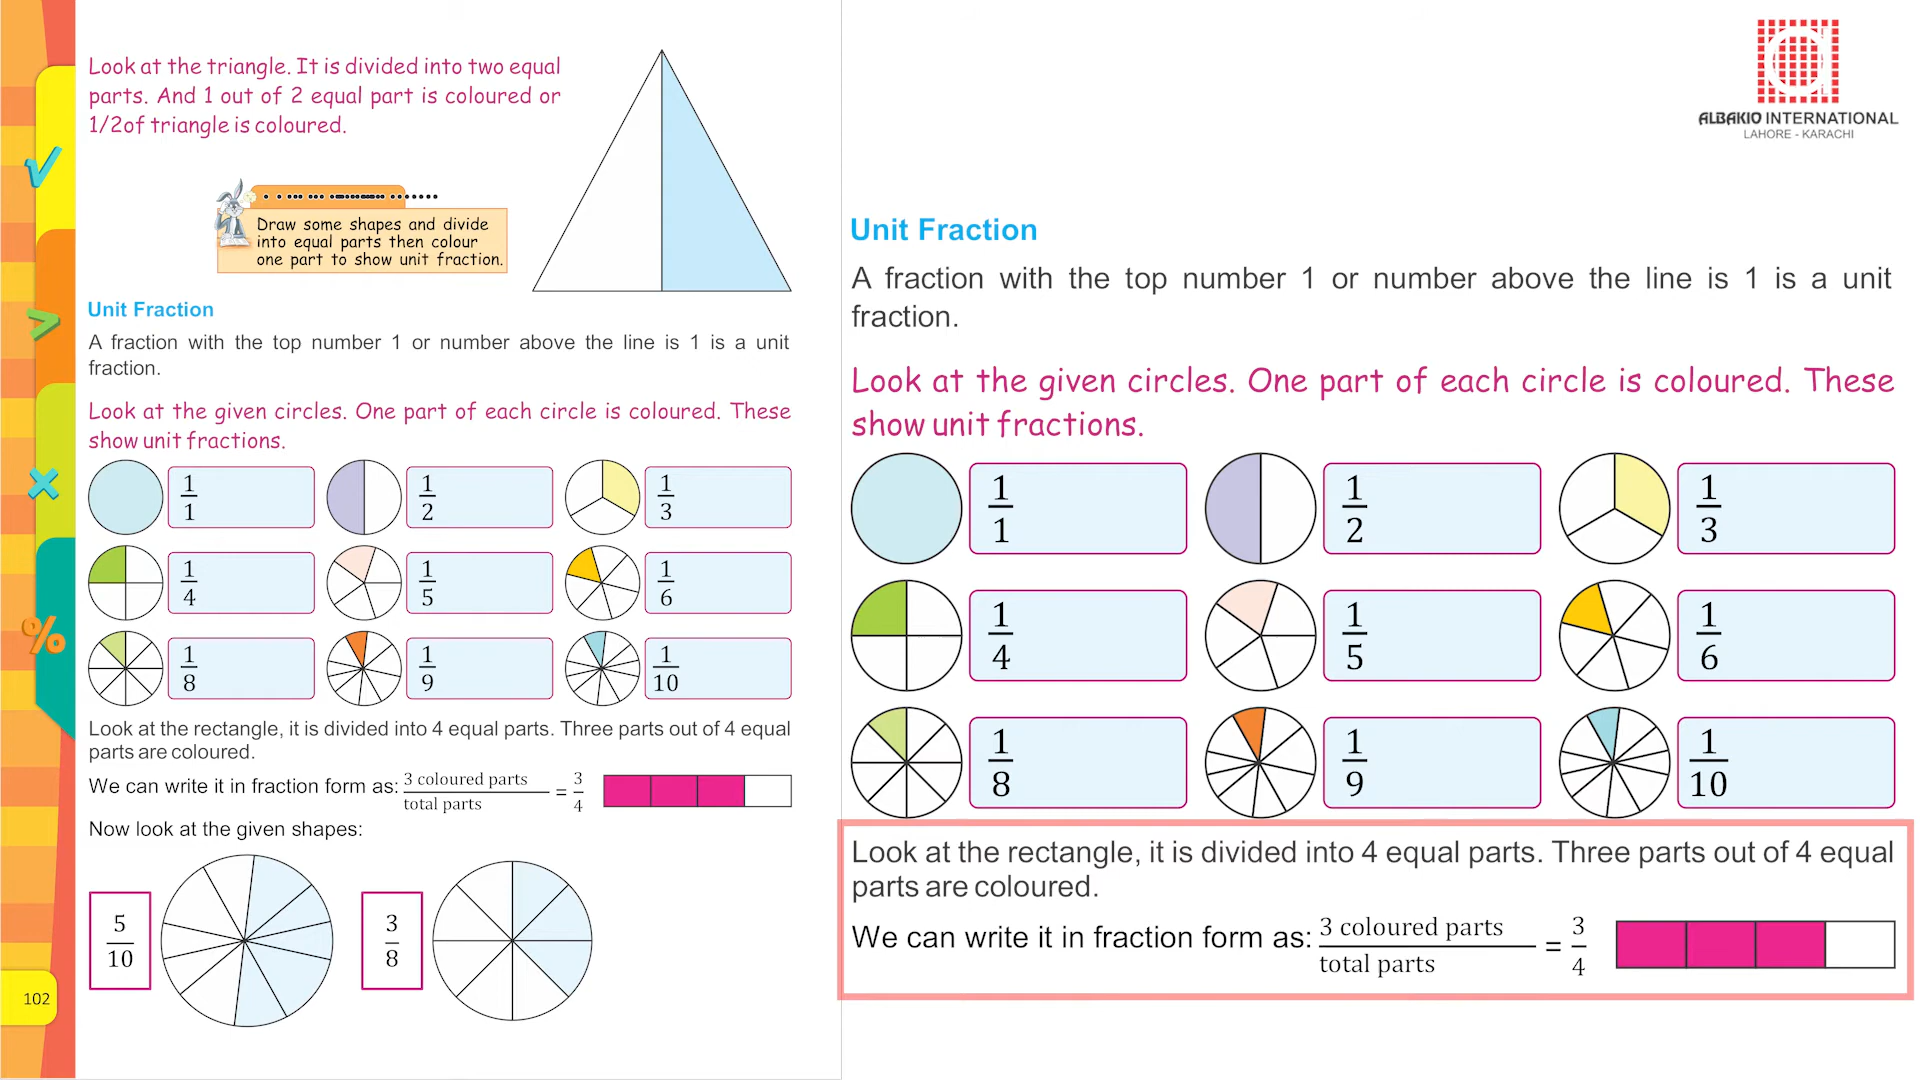 Look at the triangle. It is divided into two equal
parts. And 1 out of 2 equal part is coloured or
1/2of triangle is coloured.
Draw some shapes and divide
into equal parts then colour
one part to show unit fraction.
Unit Fraction
A fraction with the top number 1 or number above the line is 1 is a unit
fraction.
Look at the given circles. One part of each circle is coloured. These
show unit fractions.
1/1 1/2 1/3
1/4 1/5 1/6
1/8 1/9 1/10
Look at the rectangle, it is divided into 4 equal parts. Three parts out of 4 equal
parts are coloured.
We can write it in fraction form as: 3 coloured parts/total parts = 3/4
Now look at the given shapes:
5/10 3/8
√
>
×
%
102
ALBAKIO INTERNATIONAL
LAHORE - KARACHI
Unit Fraction
A fraction with the top number 1 or number above the line is 1 is a unit
fraction.
Look at the given circles. One part of each circle is coloured. These
show unit fractions.
1/1 1/2 1/3
1/4 1/5 1/6
1/8 1/9 1/10
Look at the rectangle, it is divided into 4 equal parts. Three parts out of 4 equal
parts are coloured.
We can write it in fraction form as: 3 coloured parts/total parts = 3/4